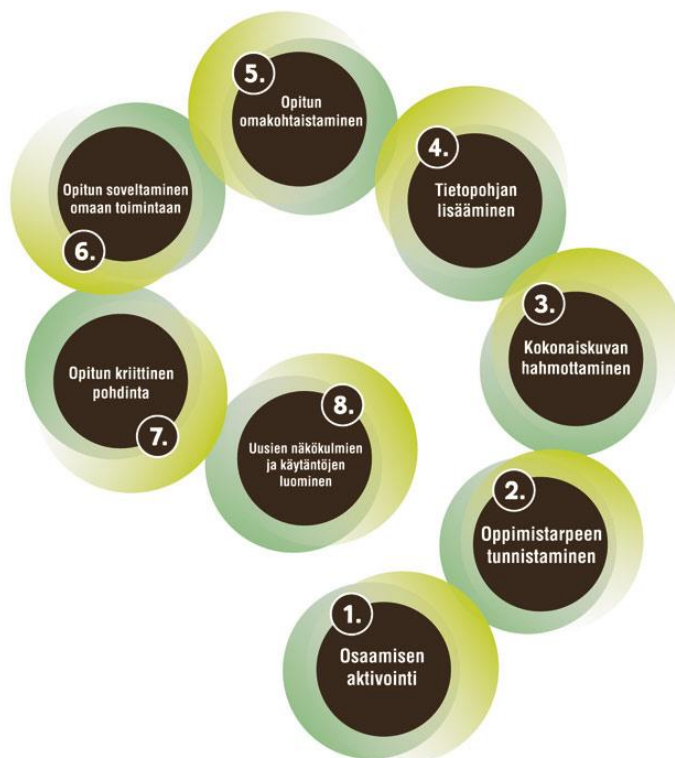 1.
Osaamisen
aktivointi
2.
Oppimistarpeen
tunnistaminen
3.
Kokonaiskuvan
hahmottaminen
4.
Tietopohjan
lisääminen
5.
Opitun
omakohtaistaminen
6.
Opitun soveltaminen
omaan toimintaan
7.
Opitun kriittinen
pohdinta
8.
Uusien näkökulmien
ja käytäntöjen
luominen